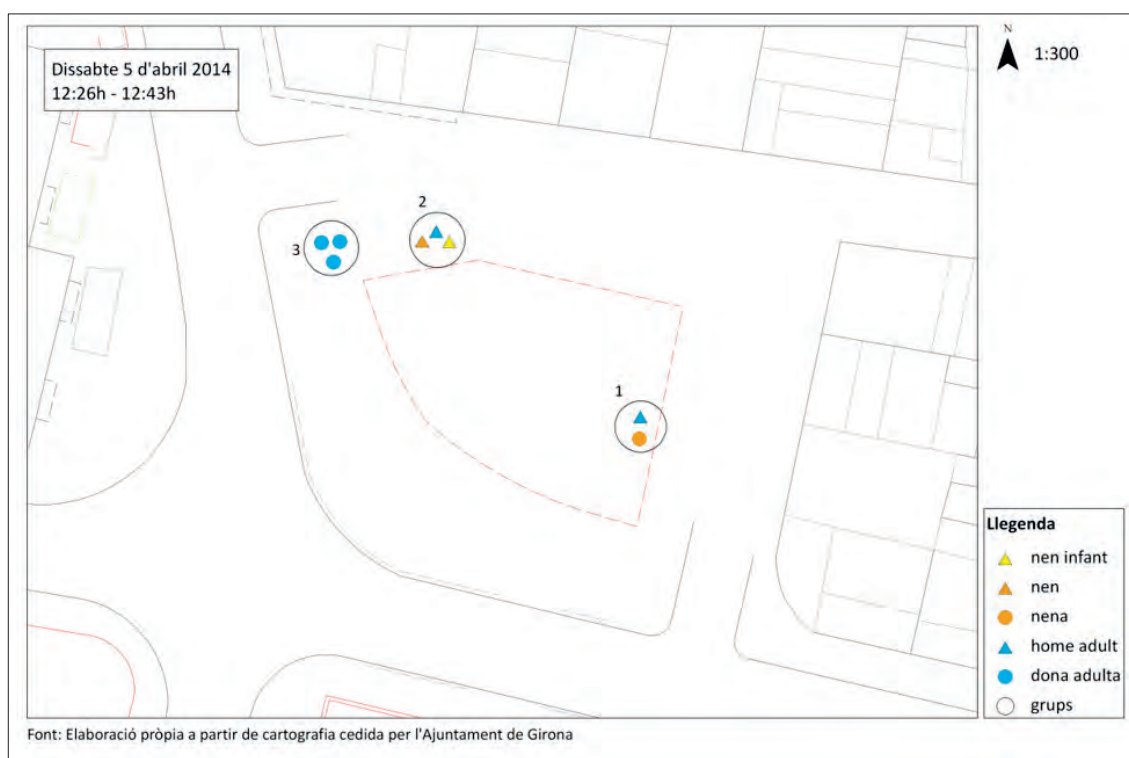 Dissabte 5 d'abril 2014
12:26h - 12:43h
N
1:300
2
3
1
Llegenda
nen infant
nen
nena
home adult
dona adulta
grups
Font: Elaboració pròpia a partir de cartografia cedida per l'Ajuntament de Girona